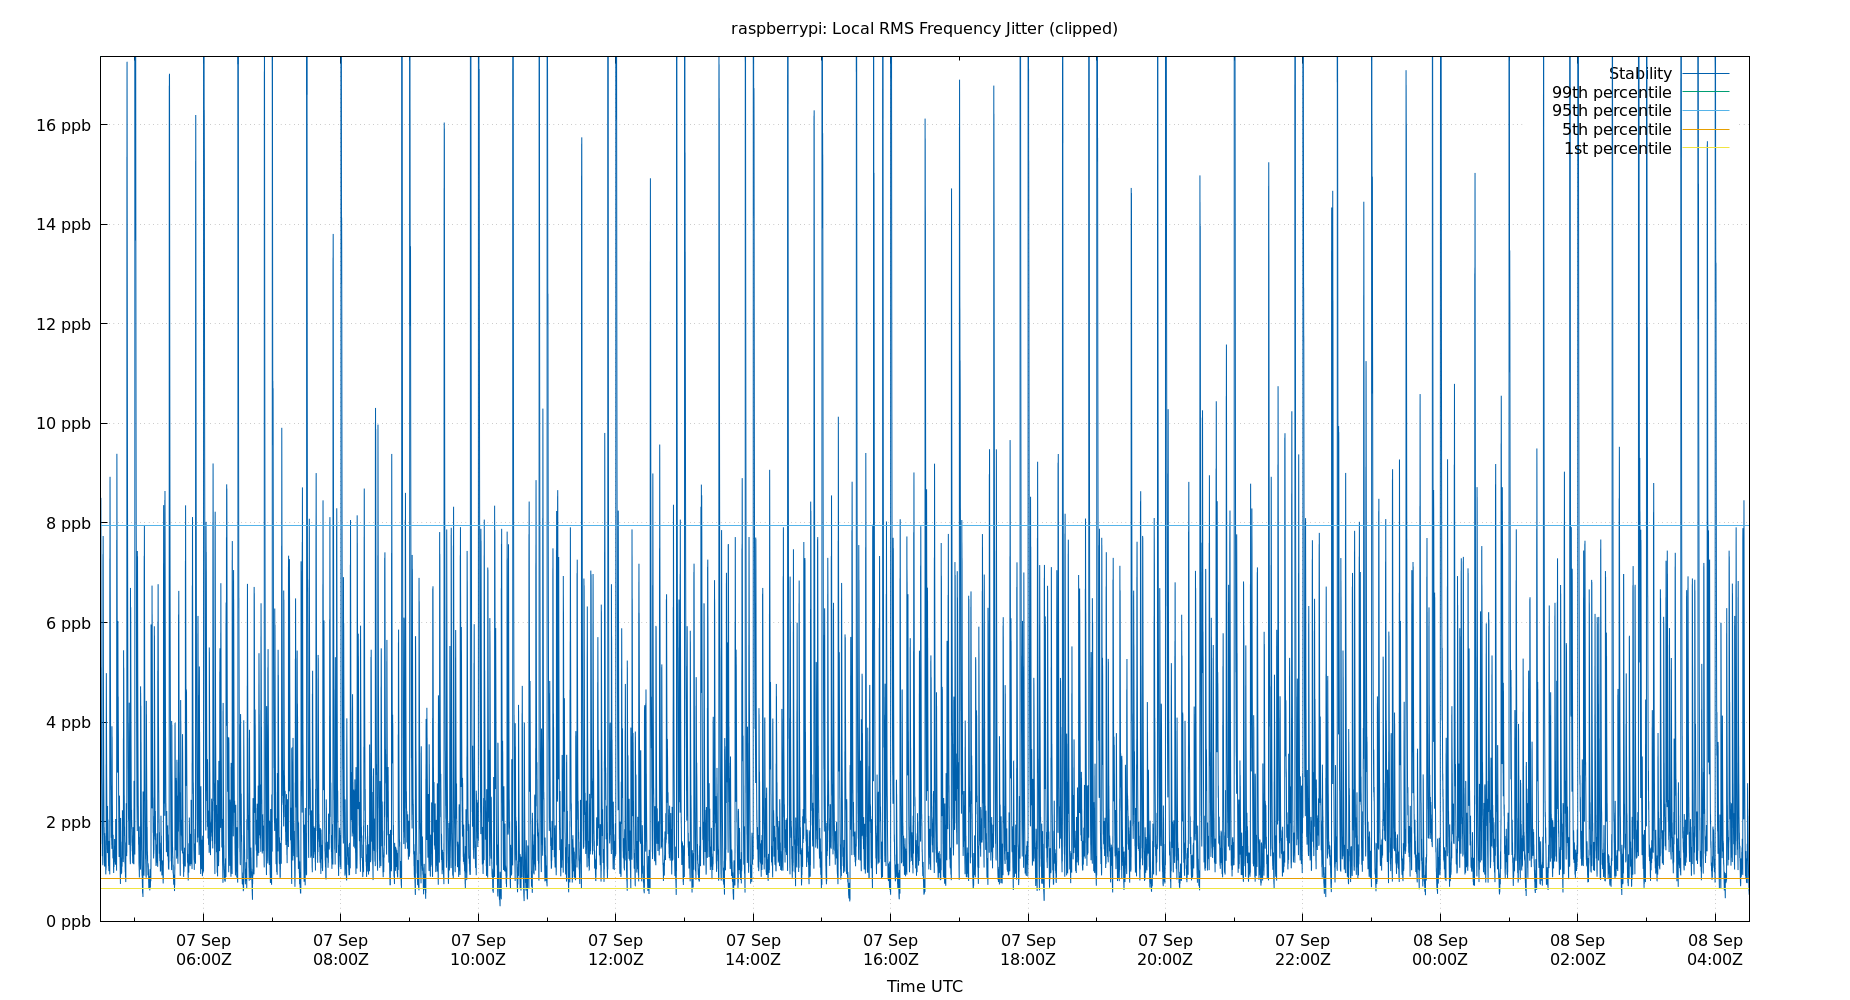 raspberrypi: Local RMS Frequency Jitter (clipped)
Stability
99th percentile
95th percentile
5th percentile
1st percentile
16 ppb
14 ppb
12 ppb
10 ppb
8 ppb
6 ppb
4 ppb
2 ppb
0 ppb
07 Sep 07 Sep 07 Sep 07 Sep 07 Sep 07 Sep 07 Sep 07 Sep 07 Sep 08 Sep 08 Sep 08 Sep
06:00Z 08:00Z 10:00Z 12:00Z 14:00Z 16:00Z 18:00Z 20:00Z 22:00Z 00:00Z 02:00Z 04:00Z
Time UTC